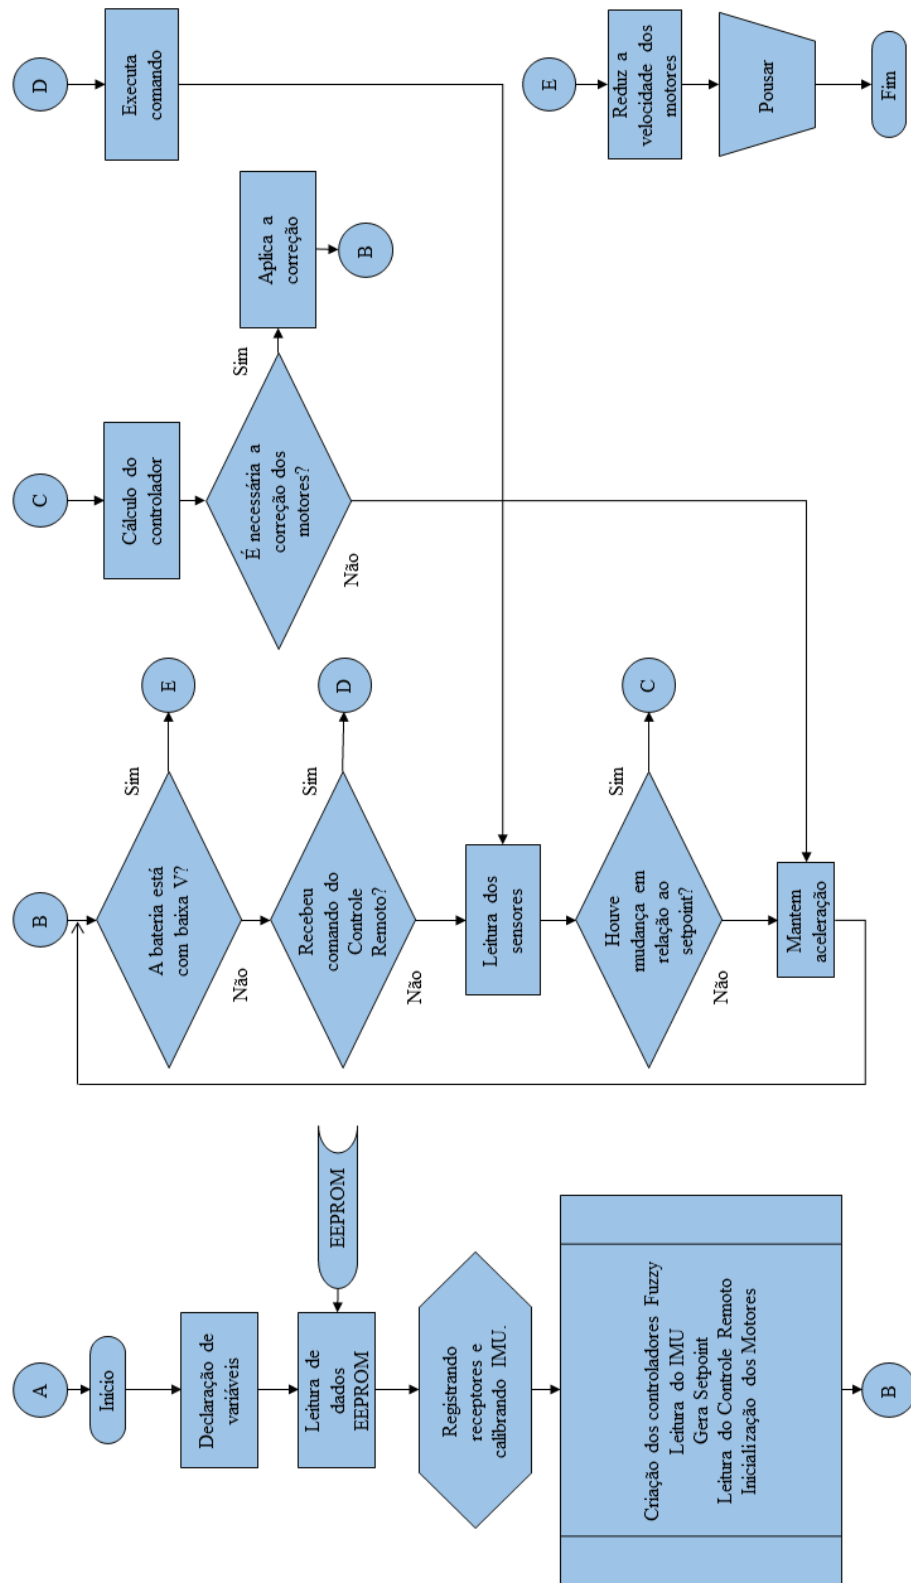 A
Inicio
Declaração de
variáveis
Leitura de
dados
EEPROM
EEPROM
Registrando
receptores e
calibrando IMU.
Criação dos controladores Fuzzy
Leitura do IMU
Gera Setpoint
Leitura do Controle Remoto
Inicialização dos Motores
B
B
A bateria está
com baixa V?
Sim
E
Não
Recebeu
comando do
Controle
Remoto?
Sim
D
Não
Leitura dos
sensores
Houve
mudança em
relação ao
setpoint?
Sim
C
Não
Mantem
aceleração
C
Cálculo do
controlador
É necessária a
correção dos
motores?
Sim
Não
Aplica a
correção
B
D
Executa
comando
E
Reduz a
velocidade dos
motores
Pousar
Fim